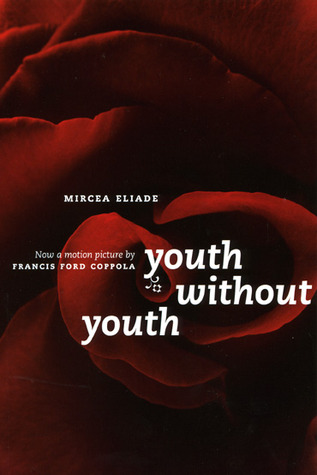 MIRCEA ELIADE
Now a motion picture by
FRANCIS FORD COPPOLA
youth
without
youth